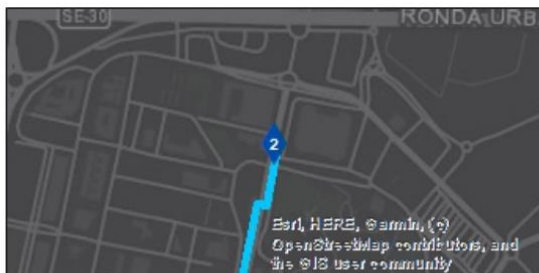 SE-30
RONDA URB
2
Esri, HERE, Garmin, (c)
OpenStreetMap contributors, and
the GIS user community